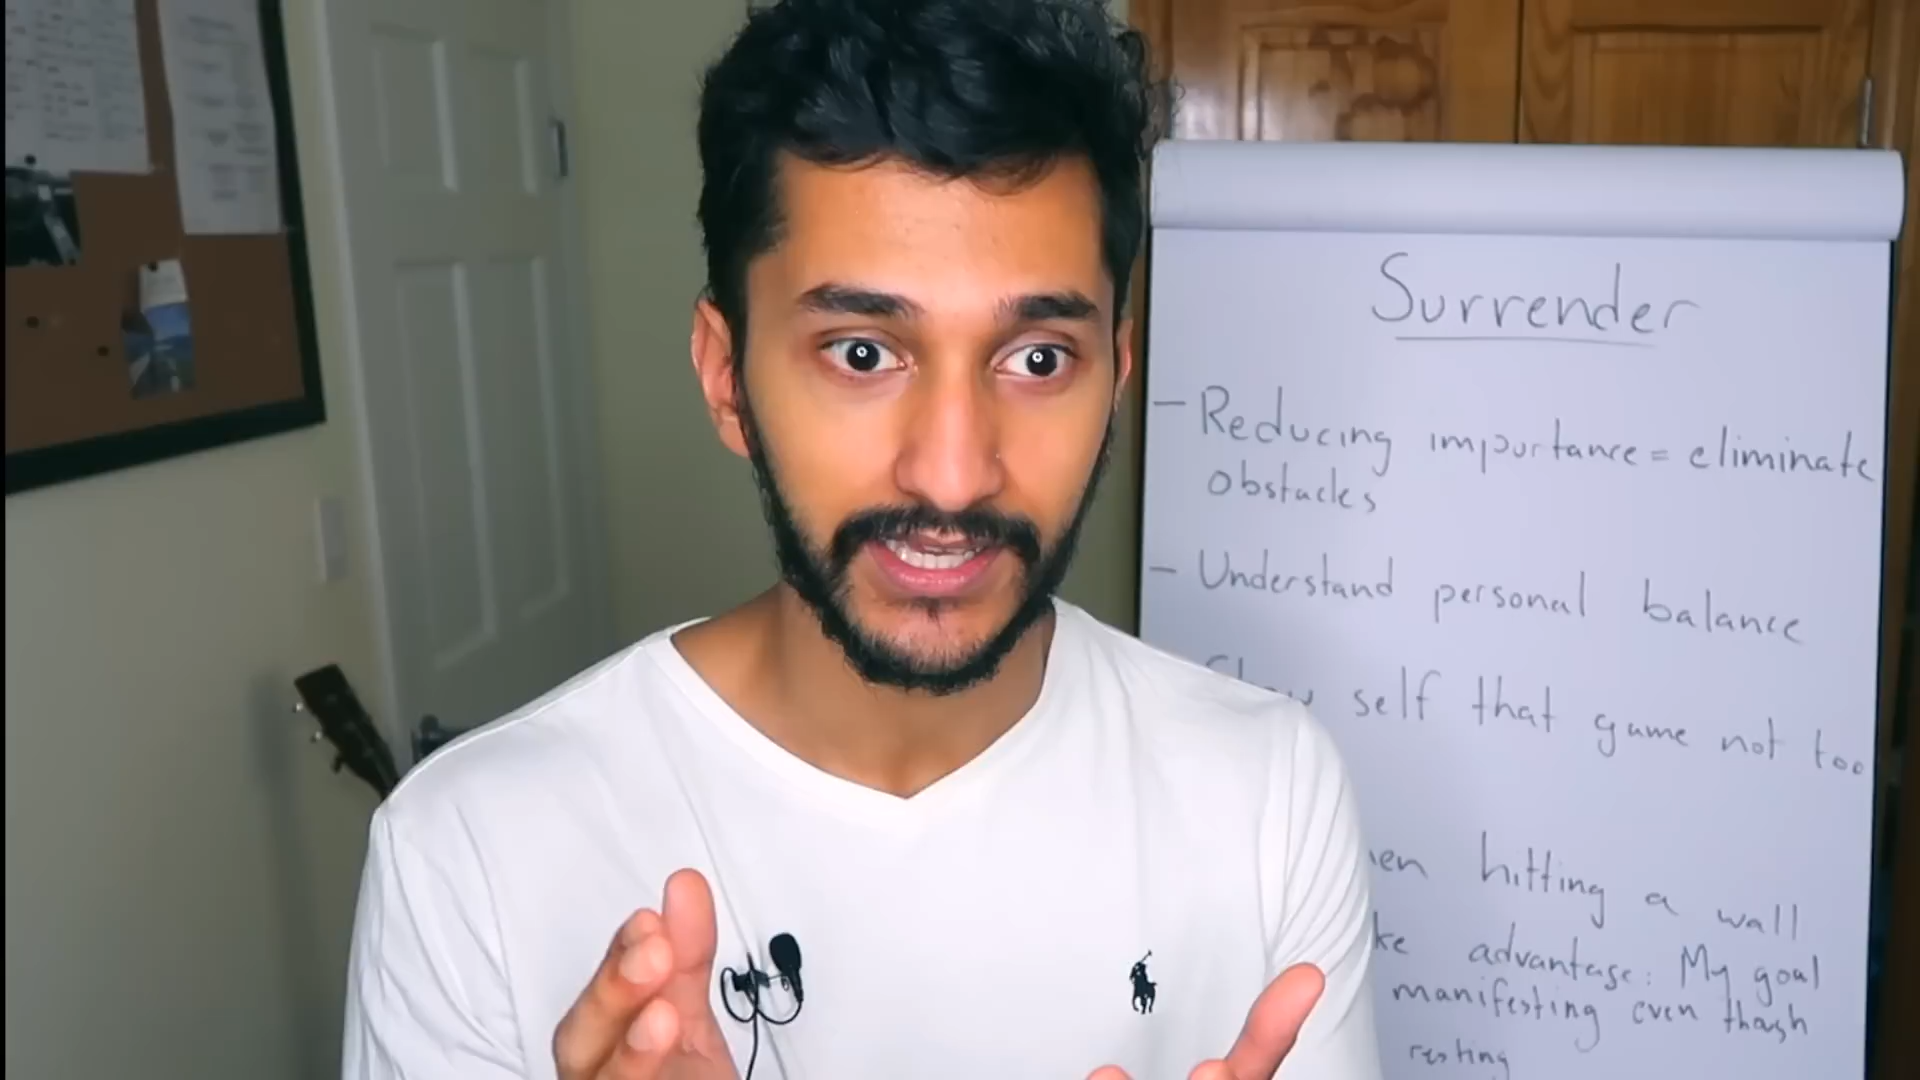 Surrender
- Reducing importance = eliminate
obstacles
- Understand personal balance
self that game not too
hitting a wall
advantage: My goal
manifesting even though
resting